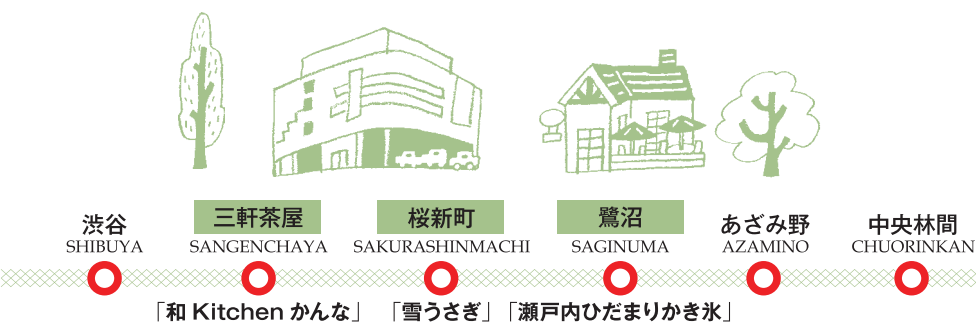 渋谷
SHIBUYA
三軒茶屋
SANGENCHAYA
桜新町
SAKURASHINMACHI
鷺沼
SAGINUMA
あざみ野
AZAMINO
中央林間
CHUORINKAN
「和 Kitchen かんな」
「雪うさぎ」
「瀬戸内ひだまりかき氷」